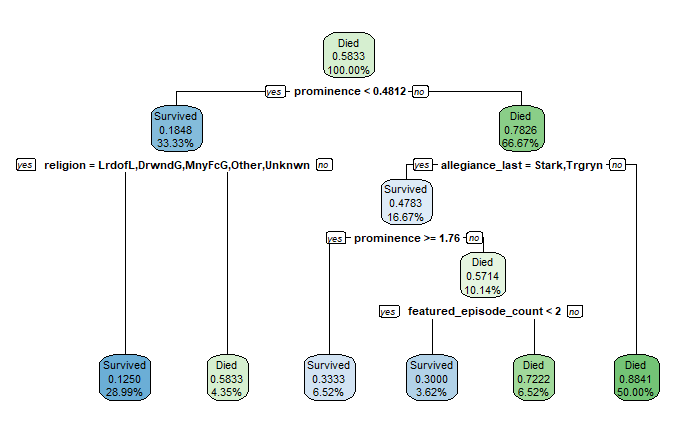 Died
0.5833
100.00%
yes prominence < 0.4812 no
Survived
0.1848
33.33%
Died
0.7826
66.67%
yes religion = LrdofL,DrwndG,MnyFcG,Other,Unknwn no
yes allegiance_last = Stark,Trgryn no
Survived
0.4783
16.67%
yes prominence >= 1.76 no
Died
0.5714
10.14%
yes featured_episode_count < 2 no
Survived
0.1250
28.99%
Died
0.5833
4.35%
Survived
0.3333
6.52%
Survived
0.3000
3.62%
Died
0.7222
6.52%
Died
0.8841
50.00%